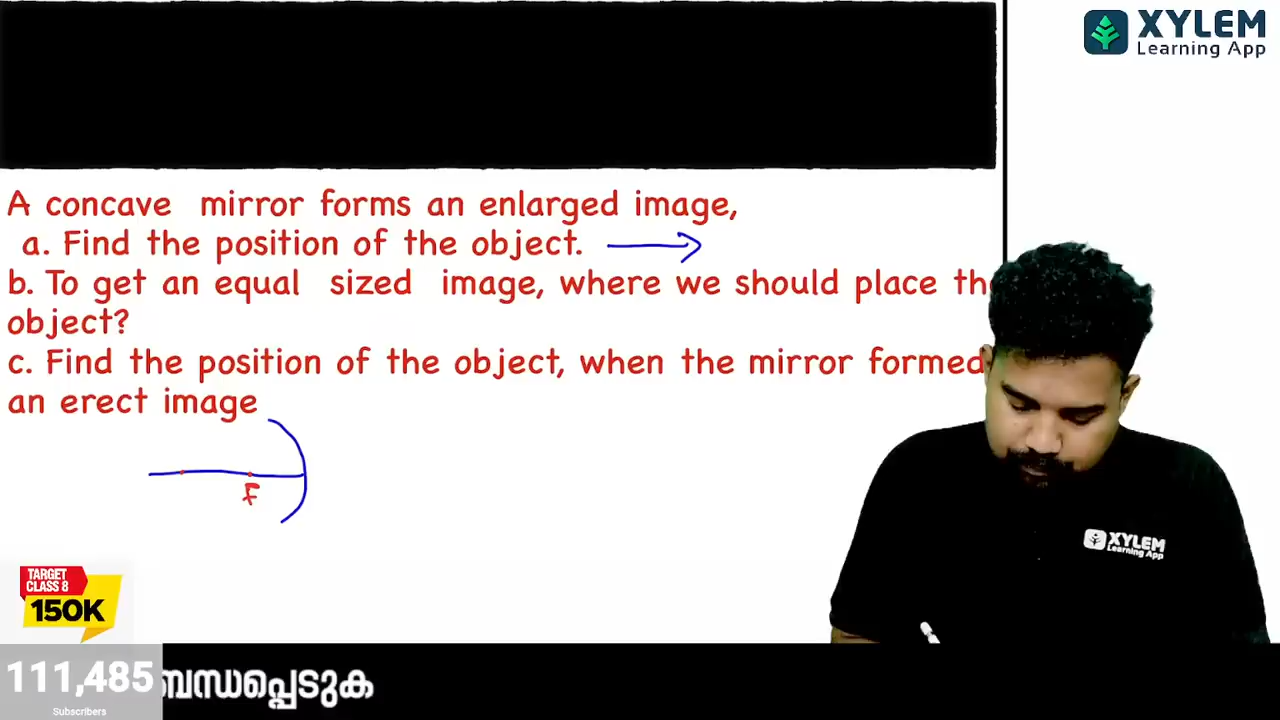 XYLEM
Learning App
A concave mirror forms an enlarged image,
a. Find the position of the object.
b. To get an equal sized image, where we should place th
object?
c. Find the position of the object, when the mirror formed
an erect image
F
XYLEM
Learning App
TARGET
CLASS 8
150K
111,485
Subscribers
ബന്ധപ്പെടുക